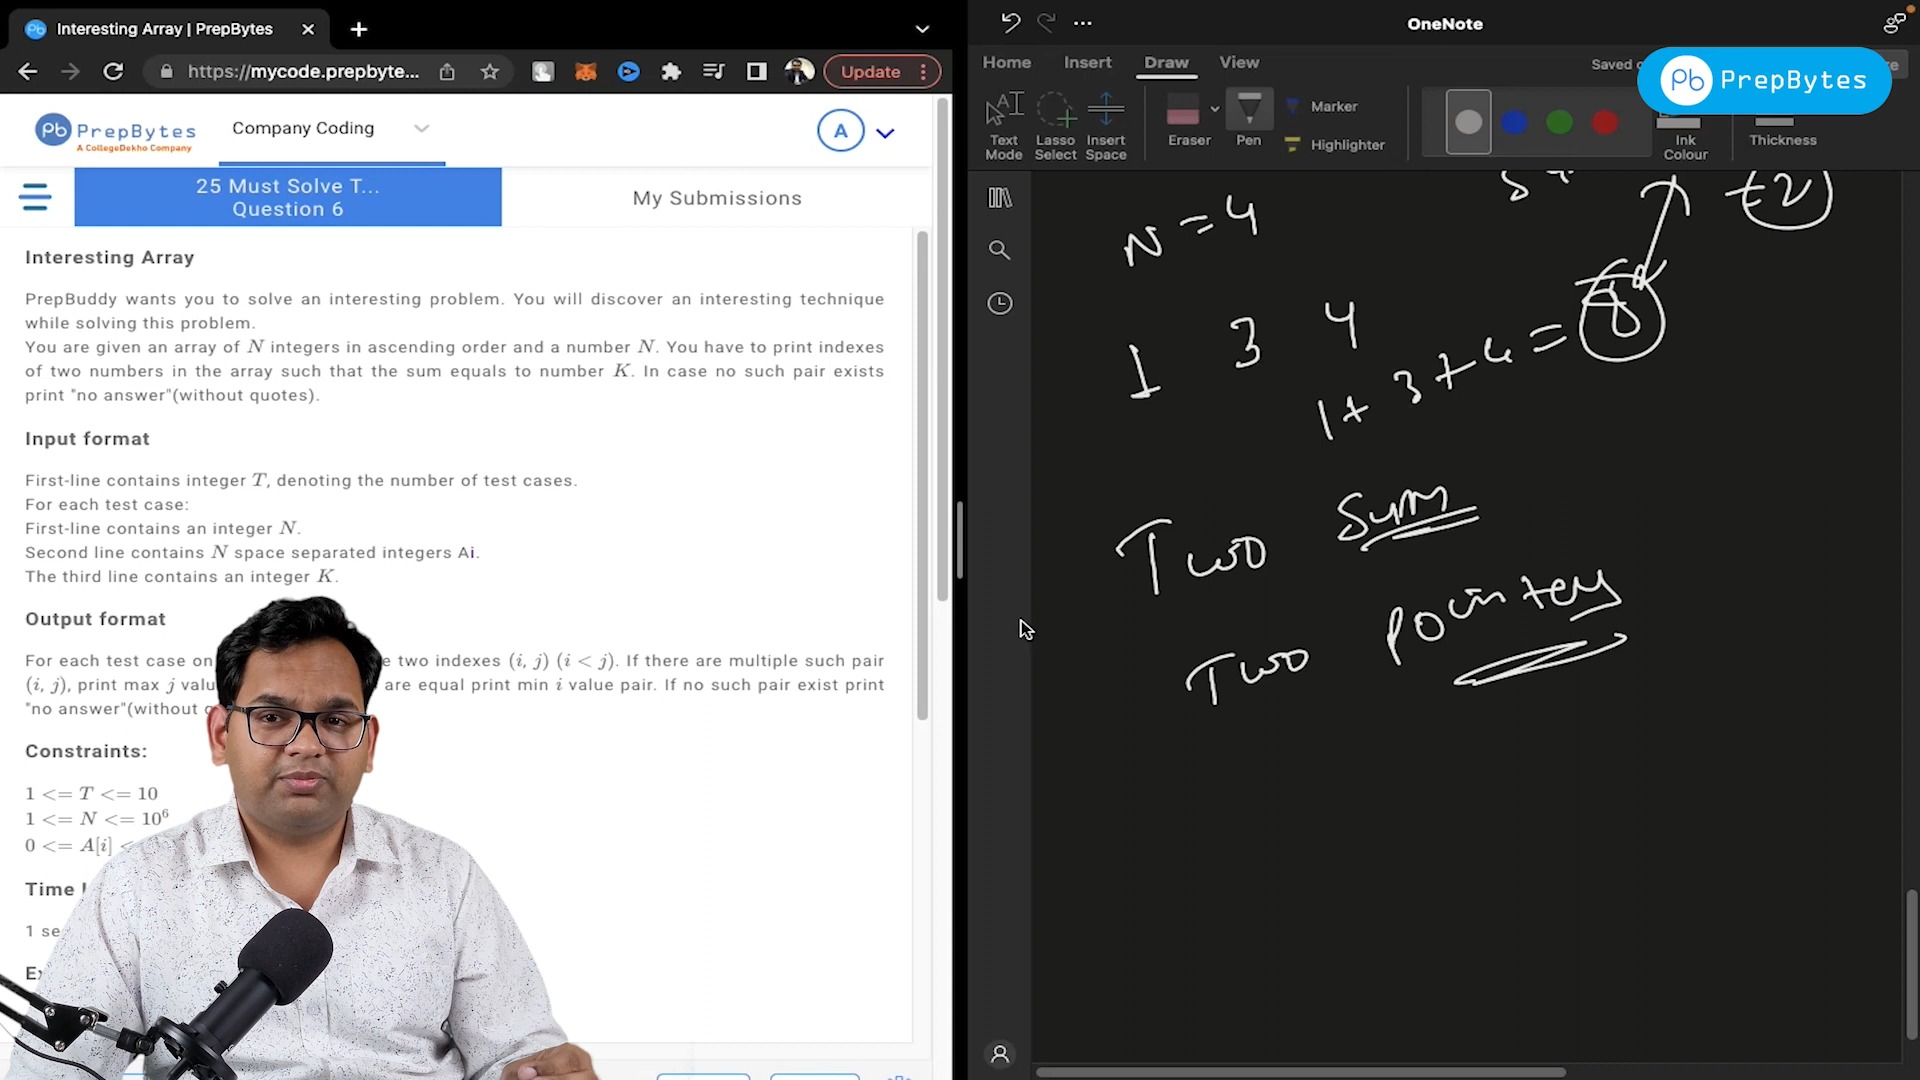 Interesting Array | PrepBytes
https://mycode.prepbyte...
Update
PrepBytes
A CollegeDekho Company
Company Coding
A
25 Must Solve T...
Question 6
My Submissions
Interesting Array
PrepBuddy wants you to solve an interesting problem. You will discover an interesting technique
while solving this problem.
You are given an array of N integers in ascending order and a number N. You have to print indexes
of two numbers in the array such that the sum equals to number K. In case no such pair exists
print "no answer"(without quotes).
Input format
First-line contains integer T, denoting the number of test cases.
For each test case:
First-line contains an integer N.
Second line contains N space separated integers Ai.
The third line contains an integer K.
Output format
For each test case on
e two indexes (i, j) (i < j). If there are multiple such pair
(i, j), print max j valu
are equal print min i value pair. If no such pair exist print
"no answer"(without q
Constraints:
1 <= T <= 10
1 <= N <= 10⁶
0 <= A[i] <
Time
1 se
OneNote
Home Insert Draw View
Saved
Pb PrepBytes
Text Mode
Lasso Select
Insert Space
Eraser
Pen
Marker
Highlighter
Ink Colour
Thickness
N = 4
1 3 4
1 + 3 + 4 = 8
Two Sum
Two Pointers